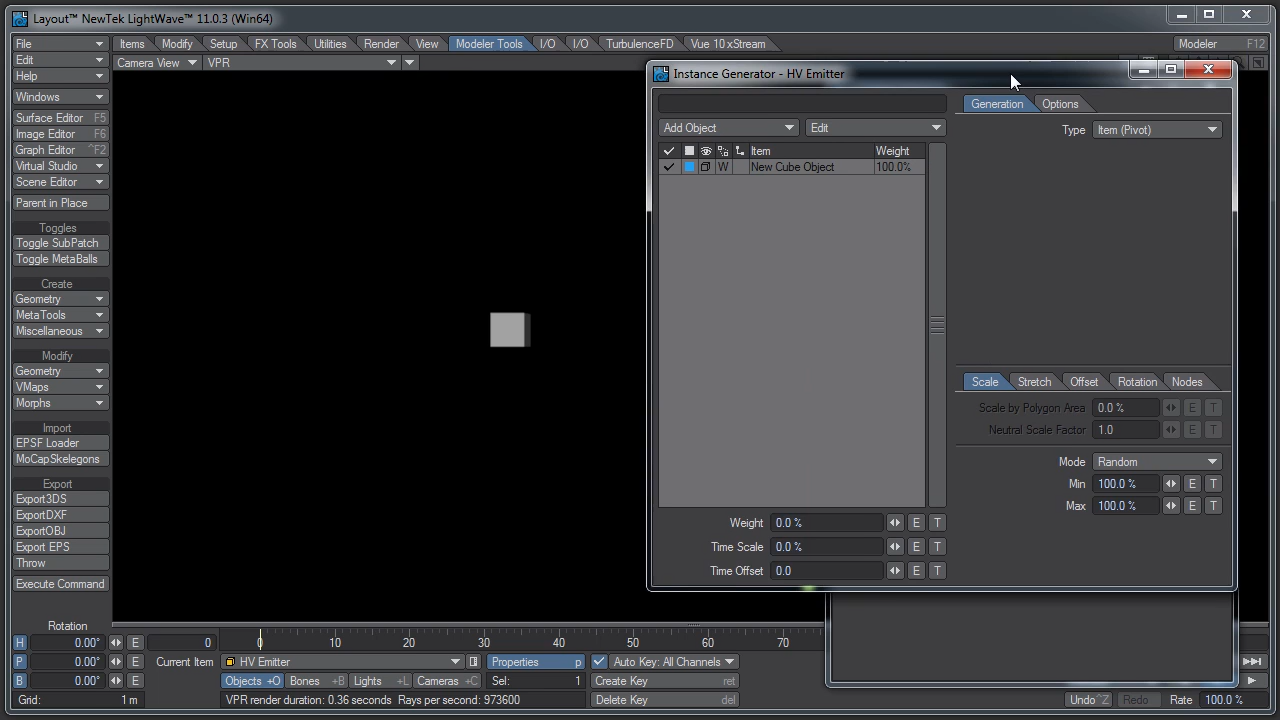 Layout™ NewTek LightWave™ 11.0.3 (Win64)
File
Items Modify Setup FX Tools Utilities Render View Modeler Tools I/O I/O TurbulenceFD Vue 10 xStream
Modeler F12
Edit
Camera View VPR
Help
Windows
Surface Editor F5
Image Editor F6
Graph Editor ^F2
Virtual Studio
Scene Editor
Parent in Place
Toggles
Toggle SubPatch
Toggle MetaBalls
Create
Geometry
MetaTools
Miscellaneous
Modify
Geometry
VMaps
Morphs
Import
EPSF Loader
MoCapSkelegons
Export
Export3DS
ExportDXF
ExportOBJ
Export EPS
Throw
Execute Command
Instance Generator - HV Emitter
Add Object Edit
Item Weight
W New Cube Object 100.0%
Weight 0.0 % E T
Time Scale 0.0 % E T
Time Offset 0.0 E T
Generation Options
Type Item (Pivot)
Scale Stretch Offset Rotation Nodes
Scale by Polygon Area 0.0 % E T
Neutral Scale Factor 1.0 E T
Mode Random
Min 100.0 % E T
Max 100.0 % E T
Rotation
H 0.00° E 0
0 10 20 30 40 50 60 70
P 0.00° E Current Item HV Emitter Properties p Auto Key: All Channels
B 0.00° E Objects +O Bones +B Lights +L Cameras +C Sel: 1 Create Key ret
Grid: 1 m VPR render duration: 0.36 seconds Rays per second: 973600 Delete Key del
Undo ^Z Redo Rate 100.0 %